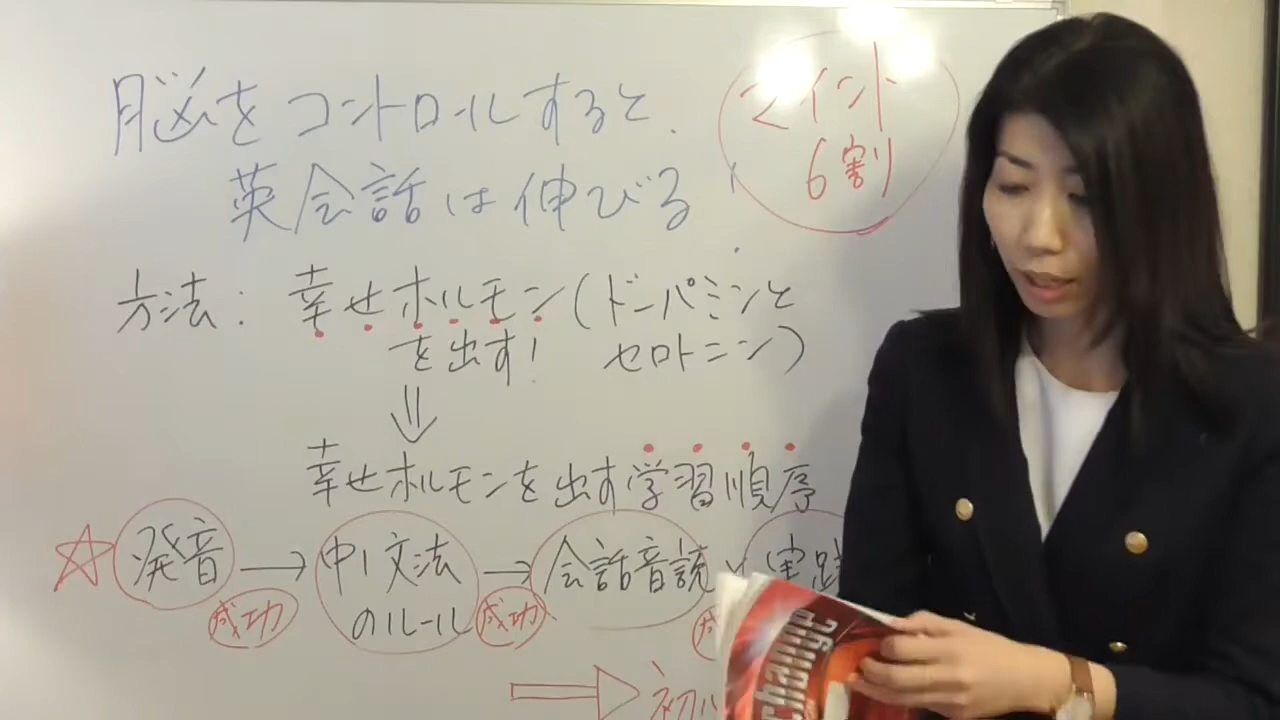 脳をコントロールすると、
英会話は伸びる
マイント
6割
方法: 幸せホルモン(ドーパミンと
を出す! セロトニン)
幸せホルモンを出す学習順序
発音 → 中1文法 → 会話音読
のルール
成功 成功
change